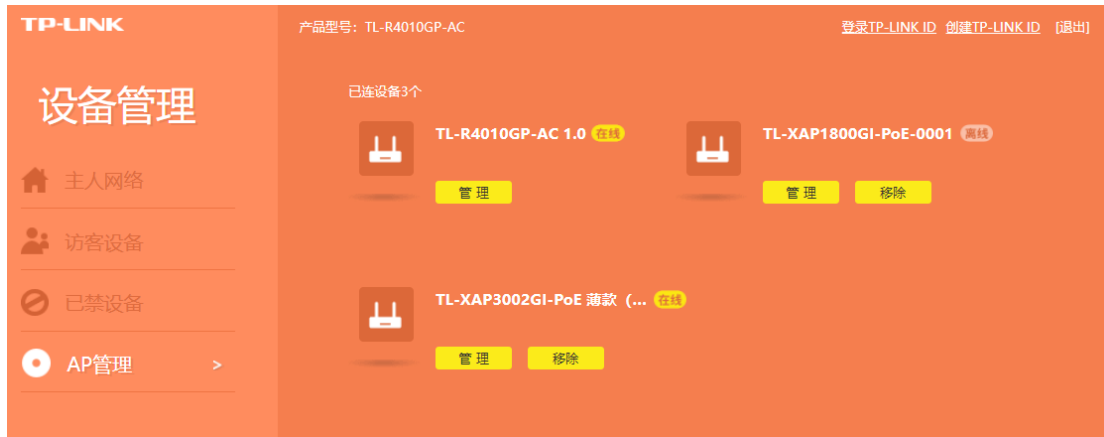 TP-LINK
产品型号：TL-R4010GP-AC
登录TP-LINK ID 创建TP-LINK ID [退出]
设备管理
主人网络
访客设备
已禁设备
AP管理 >
已连设备3个
TL-R4010GP-AC 1.0 在线
管 理
TL-XAP1800GI-PoE-0001 离线
管 理 移除
TL-XAP3002GI-PoE 薄款（... 在线
管 理 移除